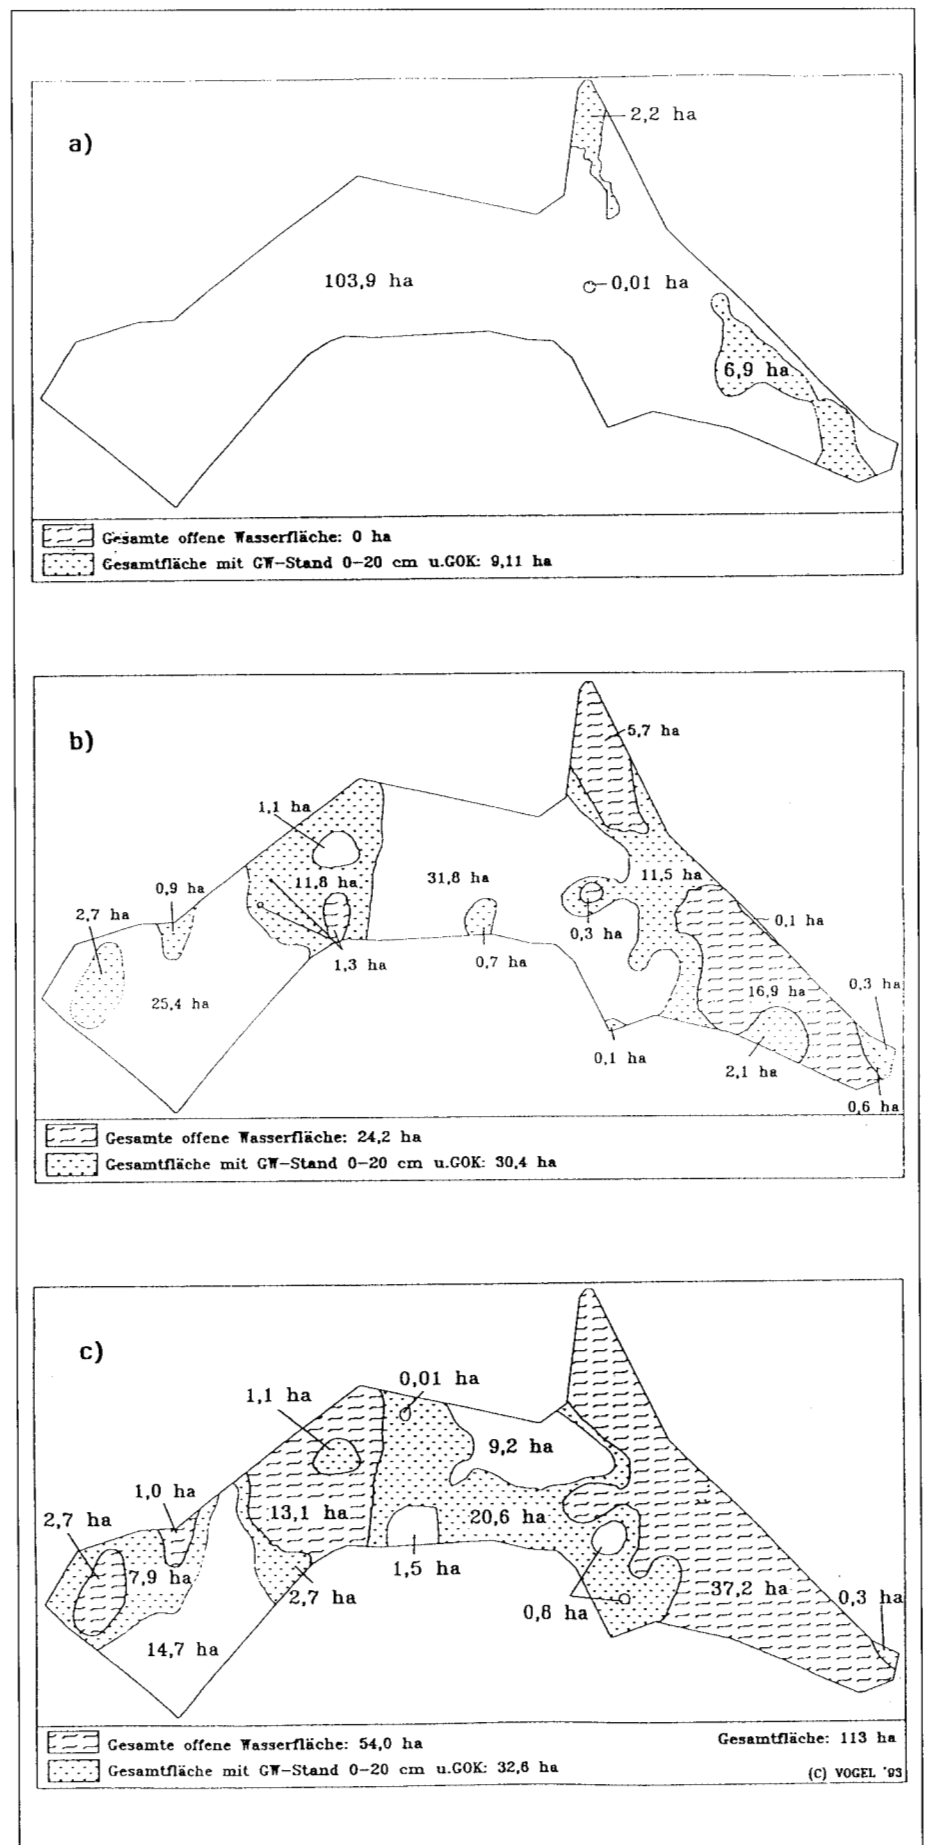 a)
2,2 ha
103,9 ha
0,01 ha
6,9 ha
Gesamte offene Wasserfläche: 0 ha
Gesamtfläche mit GW-Stand 0-20 cm u.GOK: 9,11 ha
b)
5,7 ha
1,1 ha
11,8 ha
31,8 ha
11,5 ha
0,9 ha
2,7 ha
0,3 ha
0,1 ha
1,3 ha
0,7 ha
25,4 ha
16,9 ha
0,3 ha
0,1 ha
2,1 ha
0,6 ha
Gesamte offene Wasserfläche: 24,2 ha
Gesamtfläche mit GW-Stand 0-20 cm u.GOK: 30,4 ha
c)
0,01 ha
1,1 ha
9,2 ha
1,0 ha
2,7 ha
13,1 ha
20,6 ha
7,9 ha
1,5 ha
2,7 ha
37,2 ha
0,3 ha
0,8 ha
14,7 ha
Gesamte offene Wasserfläche: 54,0 ha
Gesamtfläche: 113 ha
Gesamtfläche mit GW-Stand 0-20 cm u.GOK: 32,6 ha
(C) VOGEL '93